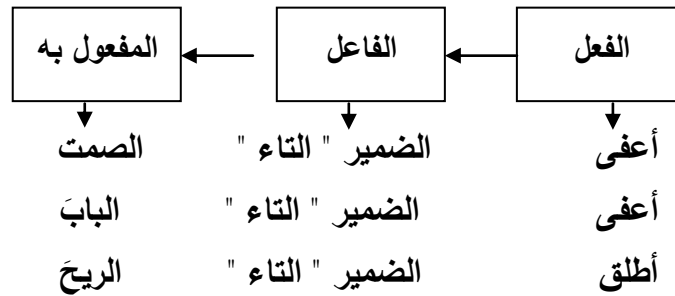 الفعل الفاعل المفعول به
أعفى الضمير " التاء " الصمت
أعفى الضمير " التاء " البابَ
أطلق الضمير " التاء " الريحَ